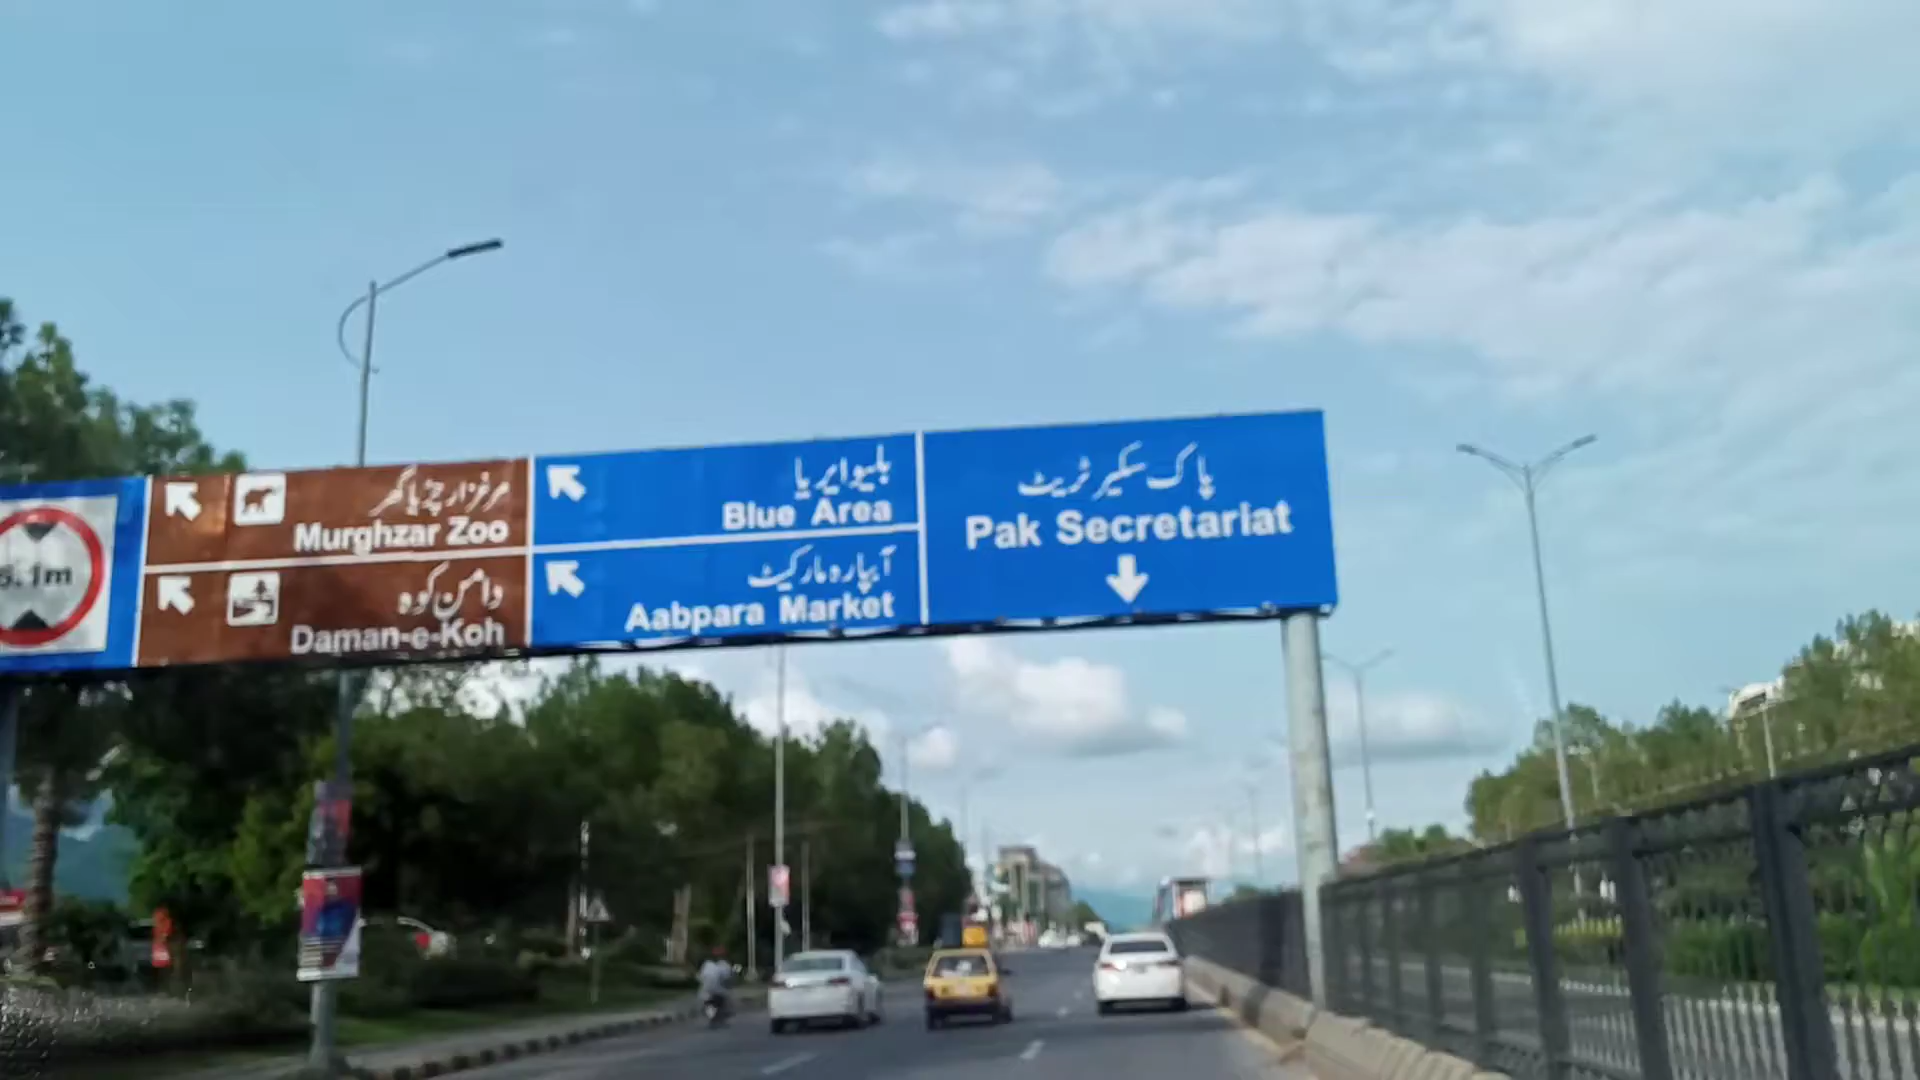 مرغزار چڑیا گھر
Murghzar Zoo
دامن کوہ
Daman-e-Koh
بلیو ایریا
Blue Area
آبپارہ مارکیٹ
Aabpara Market
پاک سیکریٹریٹ
Pak Secretariat